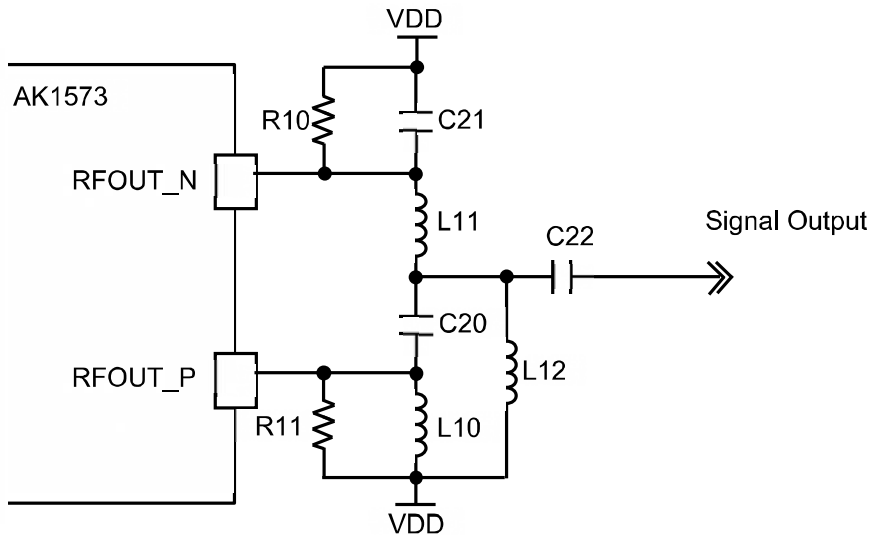 VDD
AK1573
R10
C21
RFOUT_N
L11
Signal Output
C22
C20
RFOUT_P
L12
R11
L10
VDD